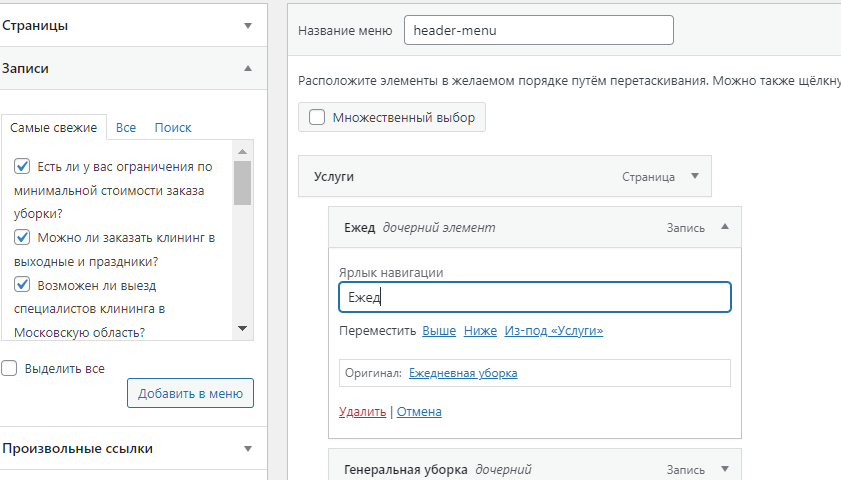 Страницы
Записи
Самые свежие Все Поиск
Есть ли у вас ограничения по
минимальной стоимости заказа
уборки?
Можно ли заказать клининг в
выходные и праздники?
Возможен ли выезд
специалистов клининга в
Московскую область?
Выделить все
Добавить в меню
Произвольные ссылки
Название меню header-menu
Расположите элементы в желаемом порядке путём перетаскивания. Можно также щёлкну
Множественный выбор
Услуги Страница
Ежед дочерний элемент Запись
Ярлык навигации
Ежед
Переместить Выше Ниже Из-под «Услуги»
Оригинал: Ежедневная уборка
Удалить | Отмена
Генеральная уборка дочерний Запись